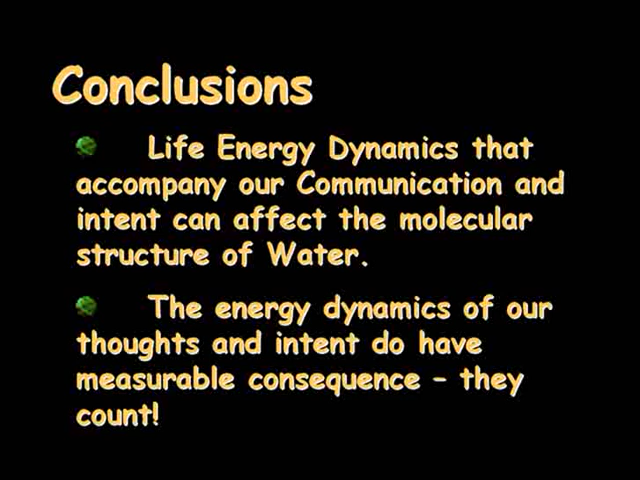 Conclusions
Life Energy Dynamics that
accompany our Communication and
intent can affect the molecular
structure of Water.
The energy dynamics of our
thoughts and intent do have
measurable consequence – they
count!